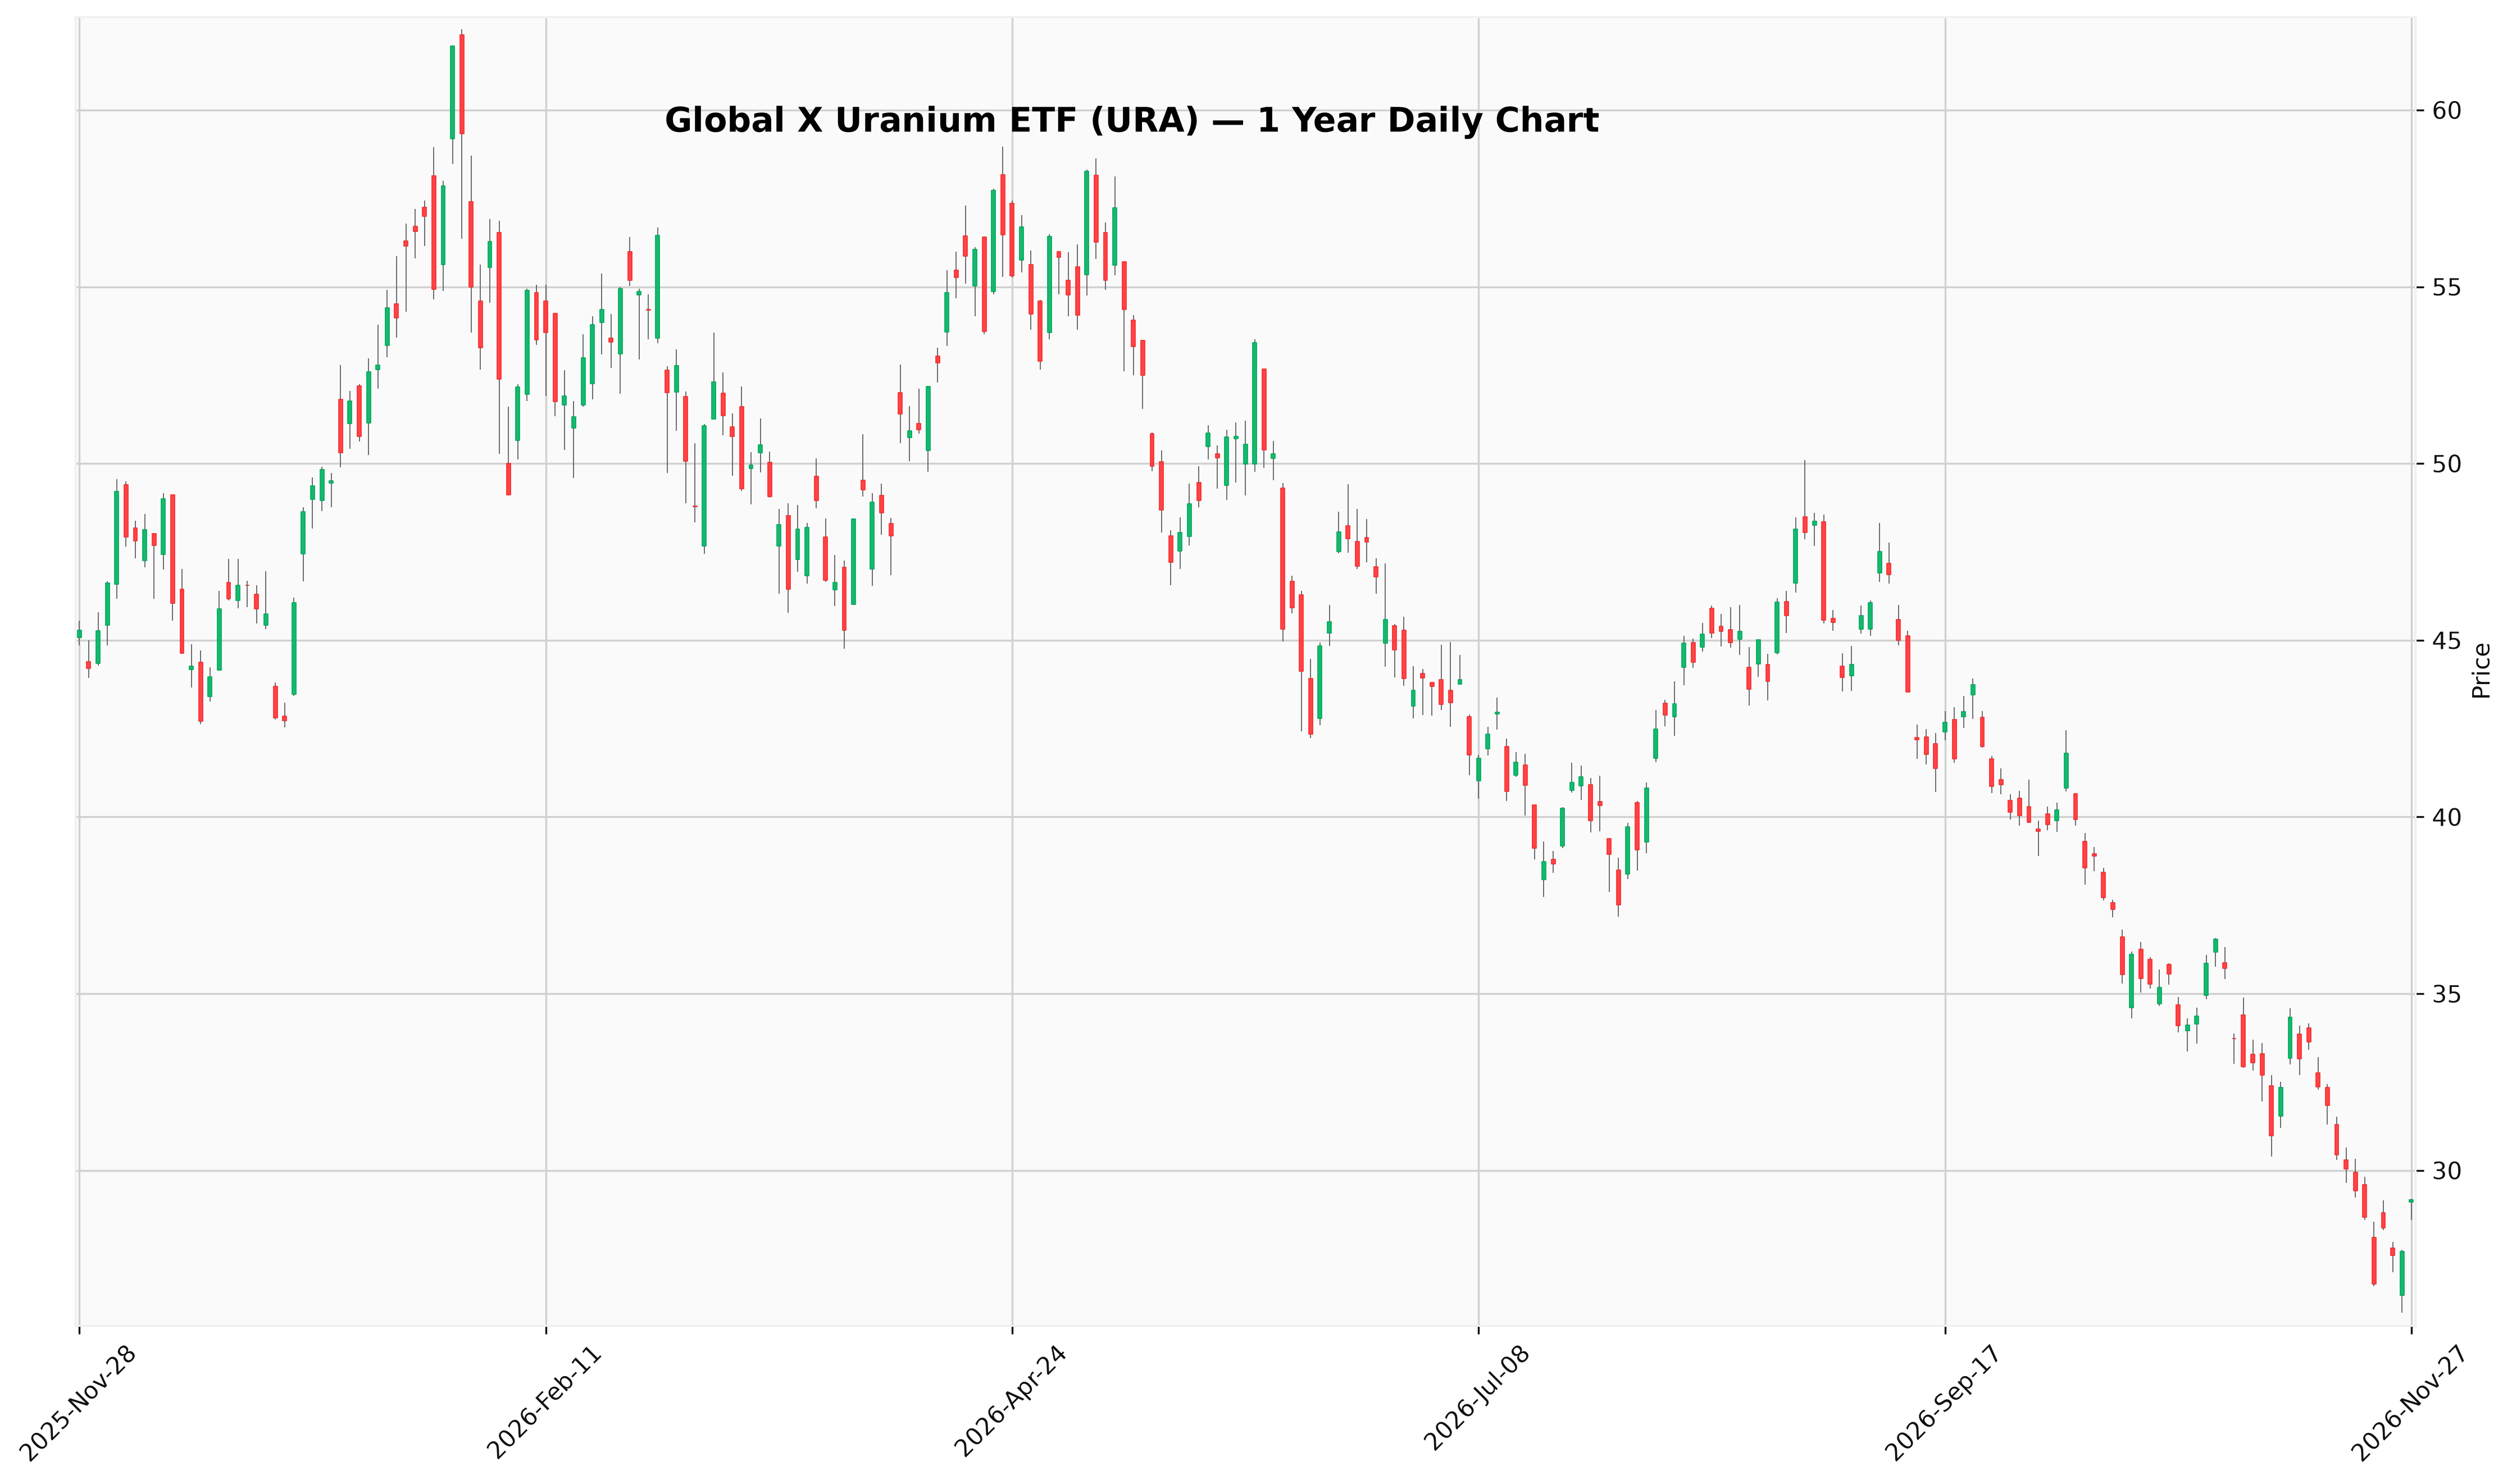 Global X Uranium ETF (URA) — 1 Year Daily Chart
60
55
50
45
40
35
30
Price
2025-Nov-28
2026-Feb-11
2026-Apr-24
2026-Jul-08
2026-Sep-17
2026-Nov-27